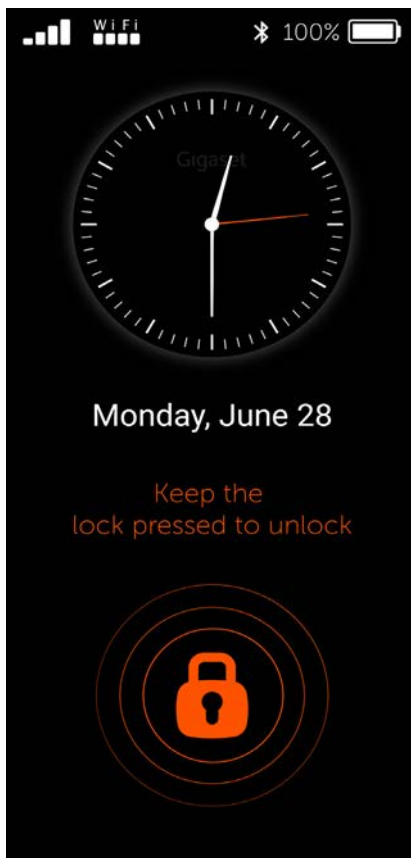 WiFi
100%
Gigaset
Monday, June 28
Keep the
lock pressed to unlock